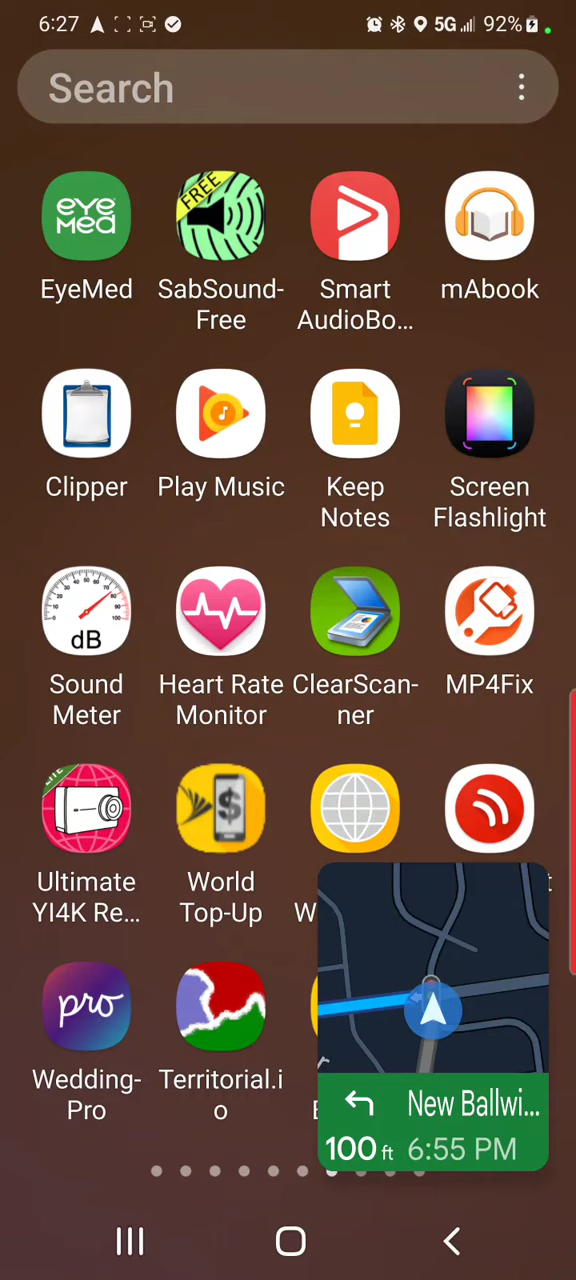 6:27 5G 92%
Search
eye
Med
FREE
EyeMed SabSound- Smart mAbook
Free AudioBo...
Clipper Play Music Keep Screen
Notes Flashlight
dB
Sound Heart Rate ClearScan- MP4Fix
Meter Monitor ner
LITE
$
Ultimate World
YI4K Re... Top-Up W
t
pro
Wedding- Territorial.i
Pro o
New Ballwi...
100 ft 6:55 PM